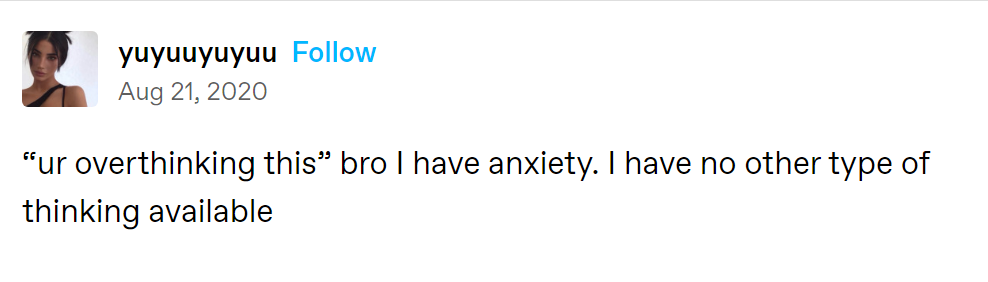 yuyuuyuyuu Follow
Aug 21, 2020
“ur overthinking this” bro I have anxiety. I have no other type of
thinking available